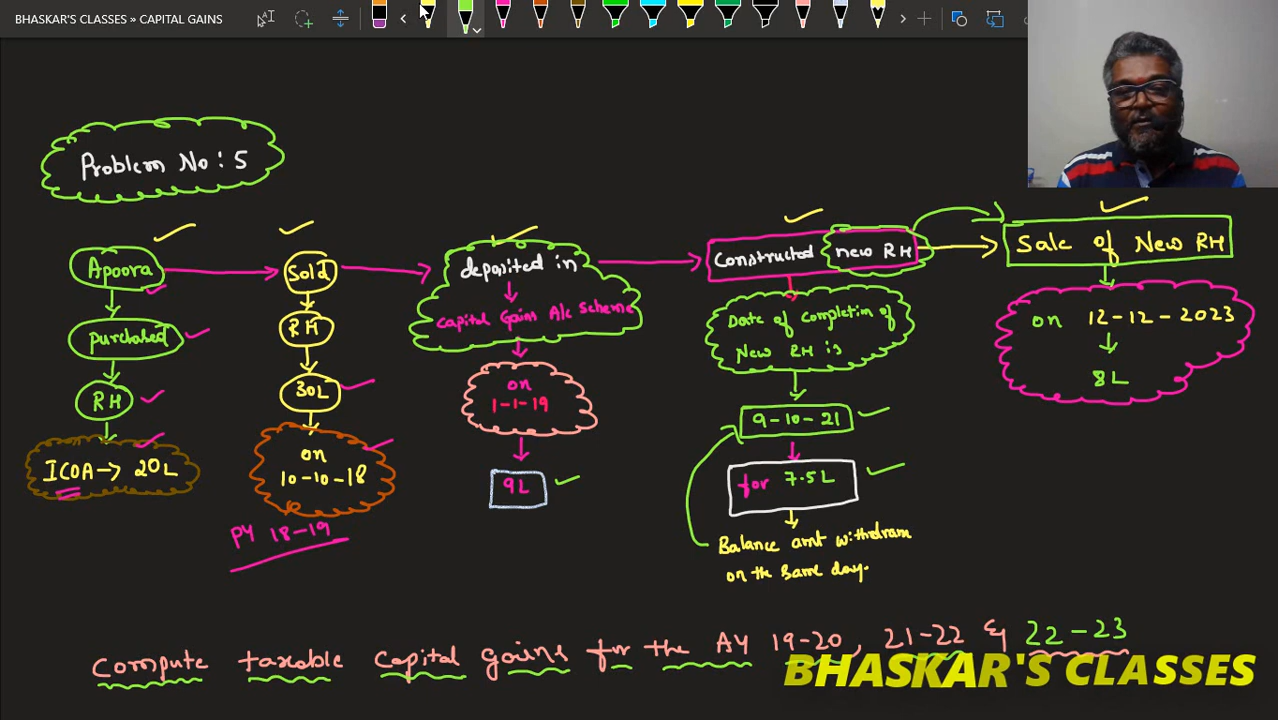 BHASKAR'S CLASSES » CAPITAL GAINS
Problem No: 5
Apoora
purchased
RH
ICOA → 20L
Sold
RH
30L
on
10-10-18
PY 18-19
deposited in
Capital Gains A/c Scheme
on
1-1-19
9L
Constructed new RH
Date of completion of
New RH is
9-10-21
for 7.5L
Balance amt withdrawn
on the same day.
Sale of New RH
on 12-12-2023
8L
Compute taxable Capital gains for the AY 19-20, 21-22 & 22-23
BHASKAR'S CLASSES